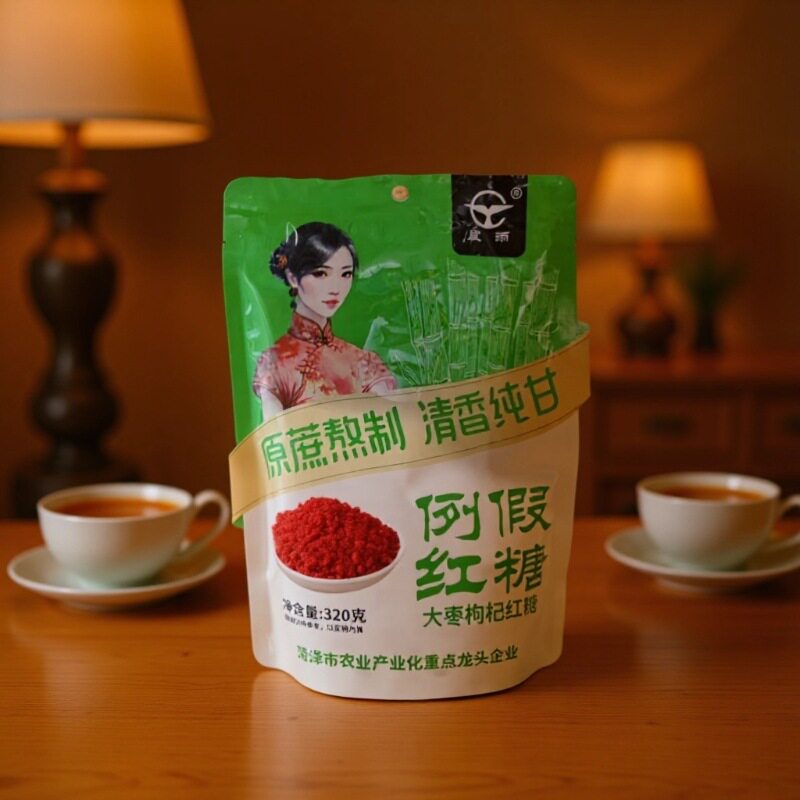 原蔗熬制 清香纯甘
例假
红糖
大枣枸杞红糖
净含量:320克
菏泽市农业产业化重点龙头企业